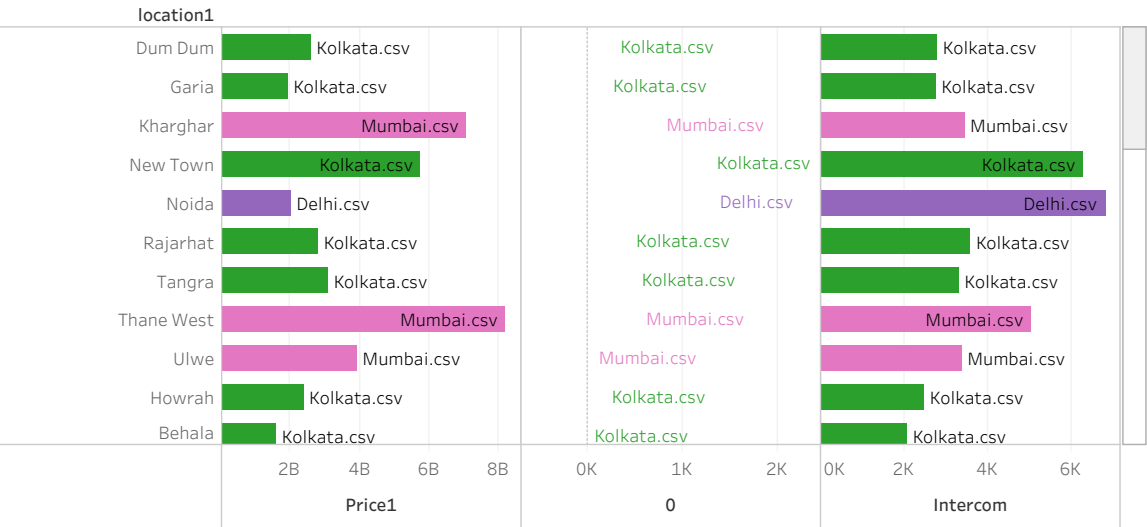 location1
Dum Dum Kolkata.csv Kolkata.csv Kolkata.csv
Garia Kolkata.csv Kolkata.csv Kolkata.csv
Kharghar Mumbai.csv Mumbai.csv Mumbai.csv
New Town Kolkata.csv Kolkata.csv Kolkata.csv
Noida Delhi.csv Delhi.csv Delhi.csv
Rajarhat Kolkata.csv Kolkata.csv Kolkata.csv
Tangra Kolkata.csv Kolkata.csv Kolkata.csv
Thane West Mumbai.csv Mumbai.csv Mumbai.csv
Ulwe Mumbai.csv Mumbai.csv Mumbai.csv
Howrah Kolkata.csv Kolkata.csv Kolkata.csv
Behala Kolkata.csv Kolkata.csv Kolkata.csv
2B 4B 6B 8B 0K 1K 2K 0K 2K 4K 6K
Price1 0 Intercom